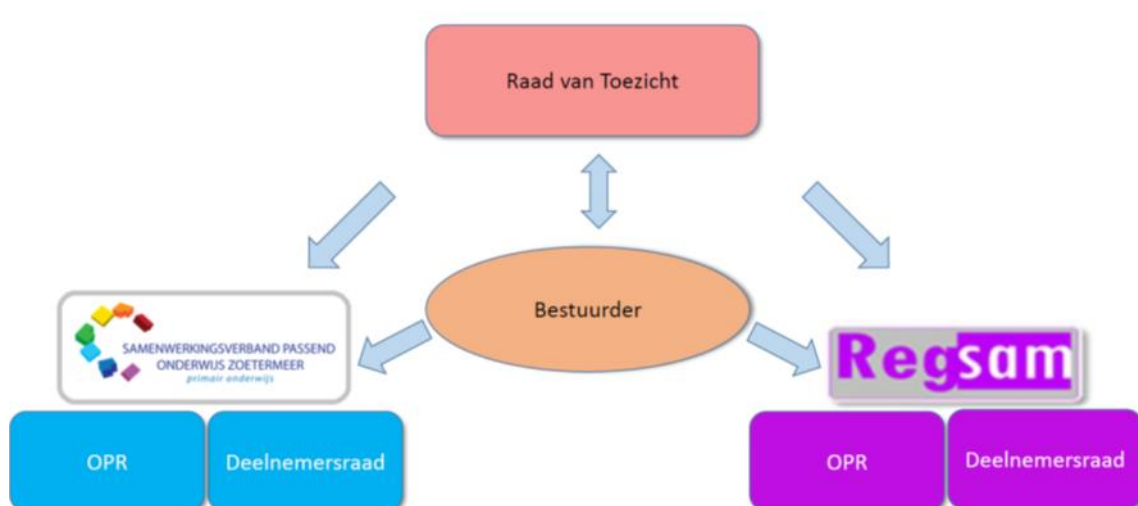 Raad van Toezicht
Bestuurder
SAMENWERKINGSVERBAND PASSEND
ONDERWIJS ZOETERMEER
primair onderwijs
Regsam
OPR
Deelnemersraad
OPR
Deelnemersraad